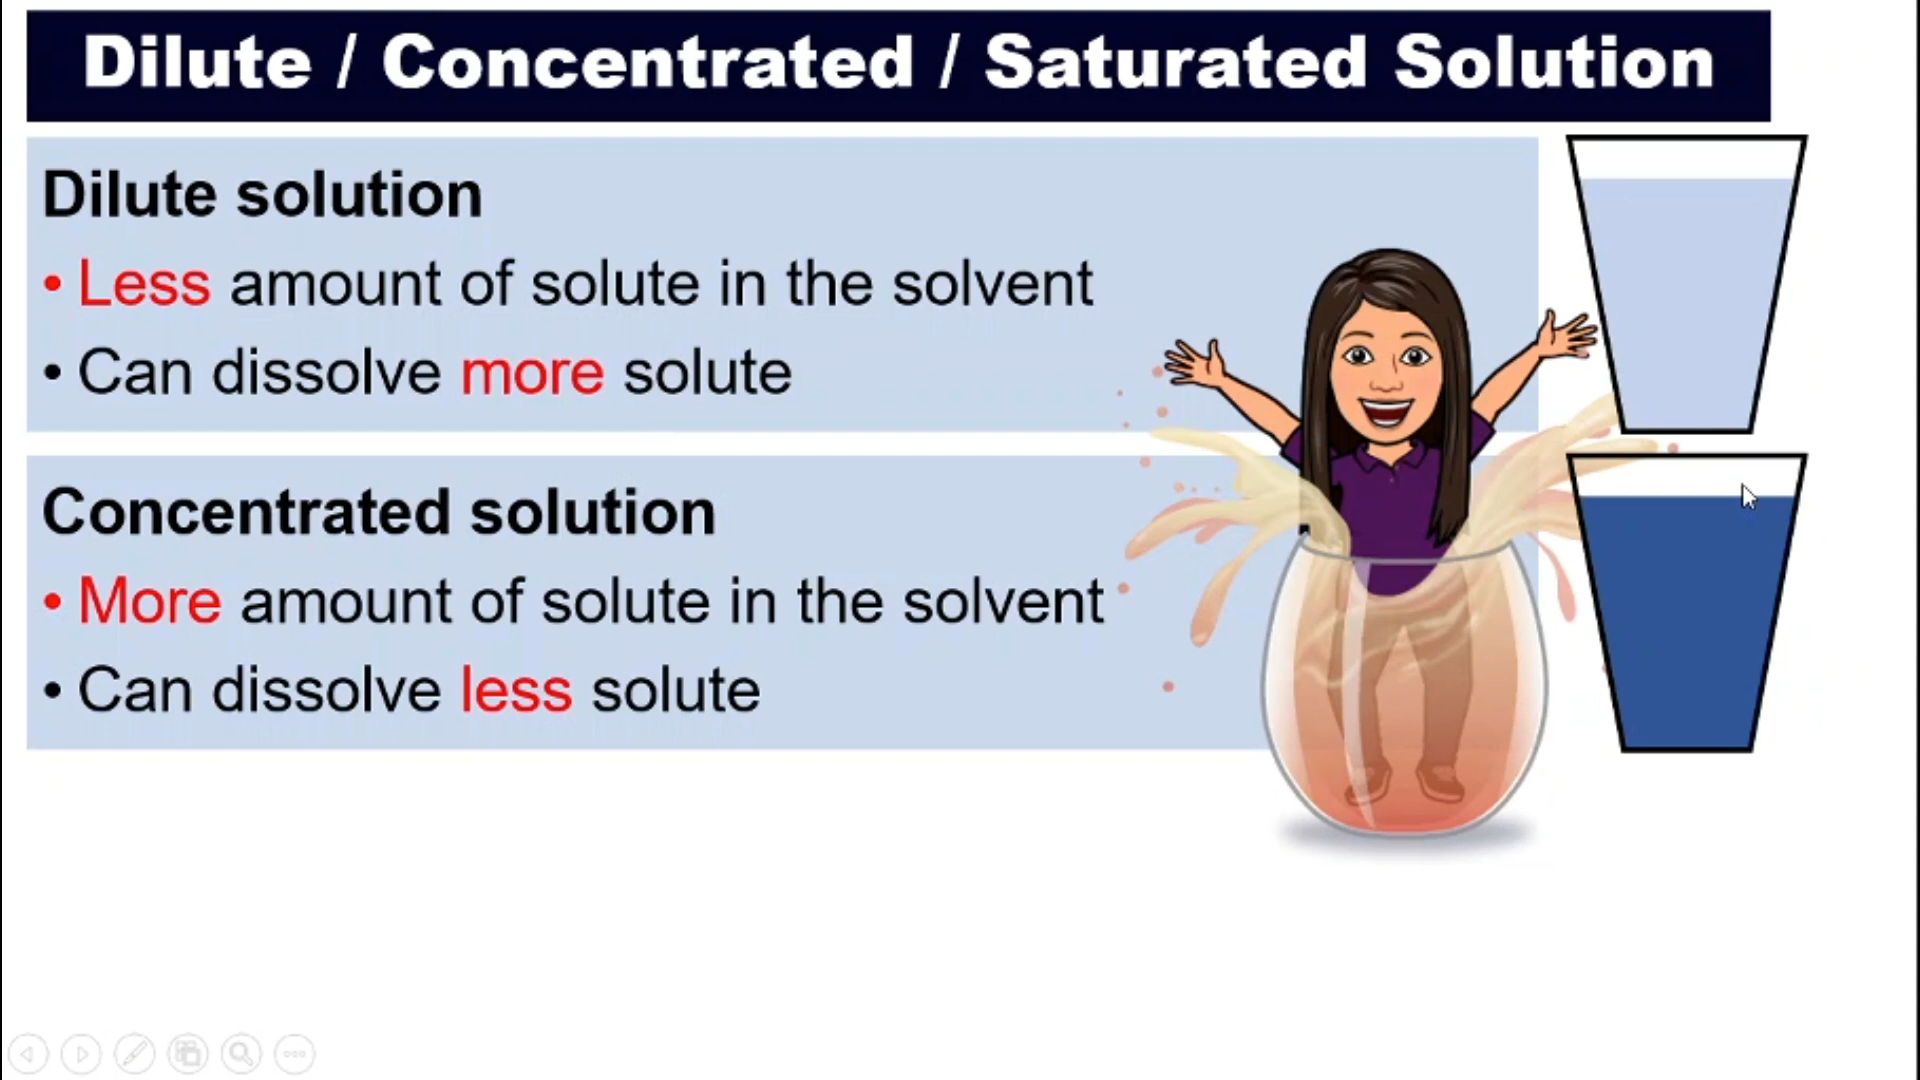 Dilute / Concentrated / Saturated Solution
Dilute solution
• Less amount of solute in the solvent
• Can dissolve more solute
Concentrated solution
• More amount of solute in the solvent
• Can dissolve less solute